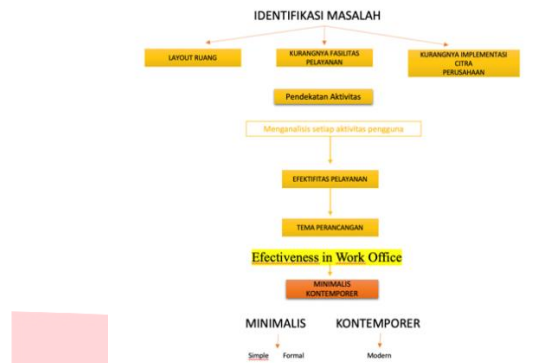 IDENTIFIKASI MASALAH
LAYOUT RUANG
KURANGNYA FASILITAS
PELAYANAN
KURANGNYA IMPLEMENTASI
CITRA
PERUSAHAAN
Pendekatan Aktivitas
Menganalisis setiap aktivitas pengguna
EFEKTIFITAS PELAYANAN
TEMA PERANCANGAN
Efectiveness in Work Office
MINIMALIS
KONTEMPORER
MINIMALIS KONTEMPORER
Simple Formal Modern